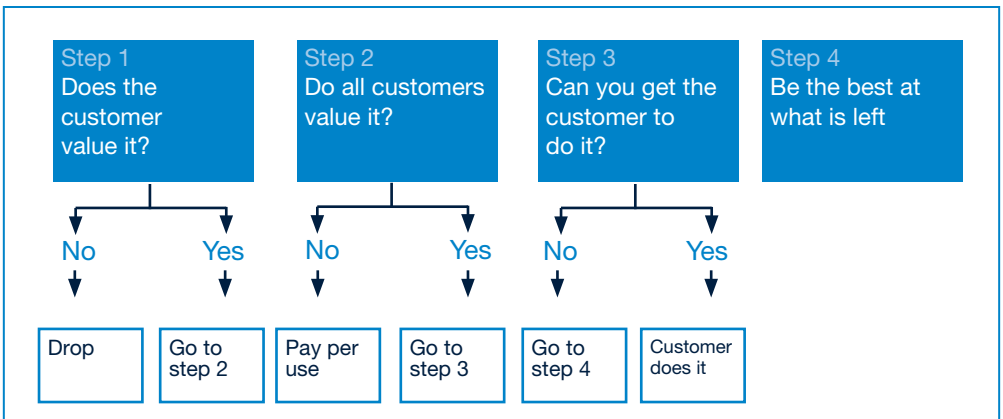 Step 1
Does the
customer
value it?
Step 2
Do all customers
value it?
Step 3
Can you get the
customer to
do it?
Step 4
Be the best at
what is left
No
Yes
No
Yes
No
Yes
Drop
Go to
step 2
Pay per
use
Go to
step 3
Go to
step 4
Customer
does it